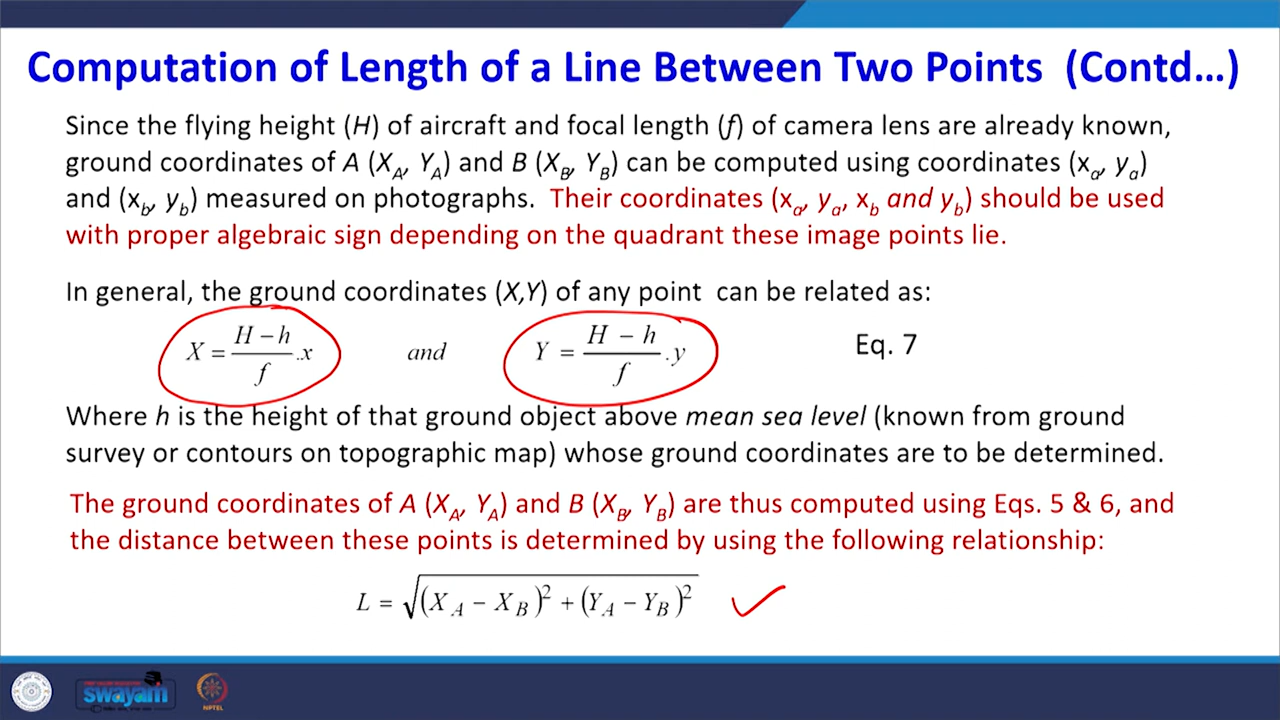 Computation of Length of a Line Between Two Points (Contd…)
Since the flying height (H) of aircraft and focal length (f) of camera lens are already known,
ground coordinates of A (X_A, Y_A) and B (X_B, Y_B) can be computed using coordinates (x_a, y_a)
and (x_b, y_b) measured on photographs. Their coordinates (x_a, y_a, x_b and y_b) should be used
with proper algebraic sign depending on the quadrant these image points lie.
In general, the ground coordinates (X,Y) of any point can be related as:
X = \frac{H - h}{f} .x and Y = \frac{H - h}{f} .y Eq. 7
Where h is the height of that ground object above mean sea level (known from ground
survey or contours on topographic map) whose ground coordinates are to be determined.
The ground coordinates of A (X_A, Y_A) and B (X_B, Y_B) are thus computed using Eqs. 5 & 6, and
the distance between these points is determined by using the following relationship:
L = \sqrt{(X_A - X_B)^2 + (Y_A - Y_B)^2}
swayam
NPTEL